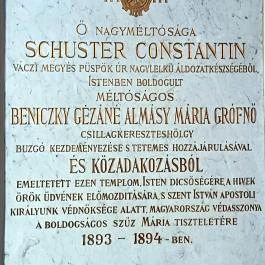 Ő NAGYMÉLTÓSÁGA
SCHUSTER CONSTANTIN
VÁCZI MEGYÉS PÜSPÖK ÚR NAGYLELKŰ ÁLDOZATKÉSZSÉGÉBŐL,
ISTENBEN BOLDOGULT
MÉLTÓSÁGOS
BENICZKY GÉZÁNÉ ALMÁSY MÁRIA GRÓFNŐ
CSILLAGKERESZTESHÖLGY
BUZGÓ KEZDEMÉNYEZÉSE S TETEMES HOZZÁJÁRULÁSÁVAL
ÉS KÖZADAKOZÁSBÓL
EMELTETETT EZEN TEMPLOM, ISTEN DICSŐSÉGÉRE, A HIVEK
ÖRÖK ÜDVÉNEK ELŐMOZDITÁSÁRA, S SZENT ISTVÁN APOSTOLI
KIRÁLYUNK VÉDNÖKSÉGE ALATT, MAGYARORSZÁG VÉDASSZONYA
A BOLDOGSÁGOS SZŰZ MÁRIA TISZTELETÉRE
1893 – 1894-BEN.